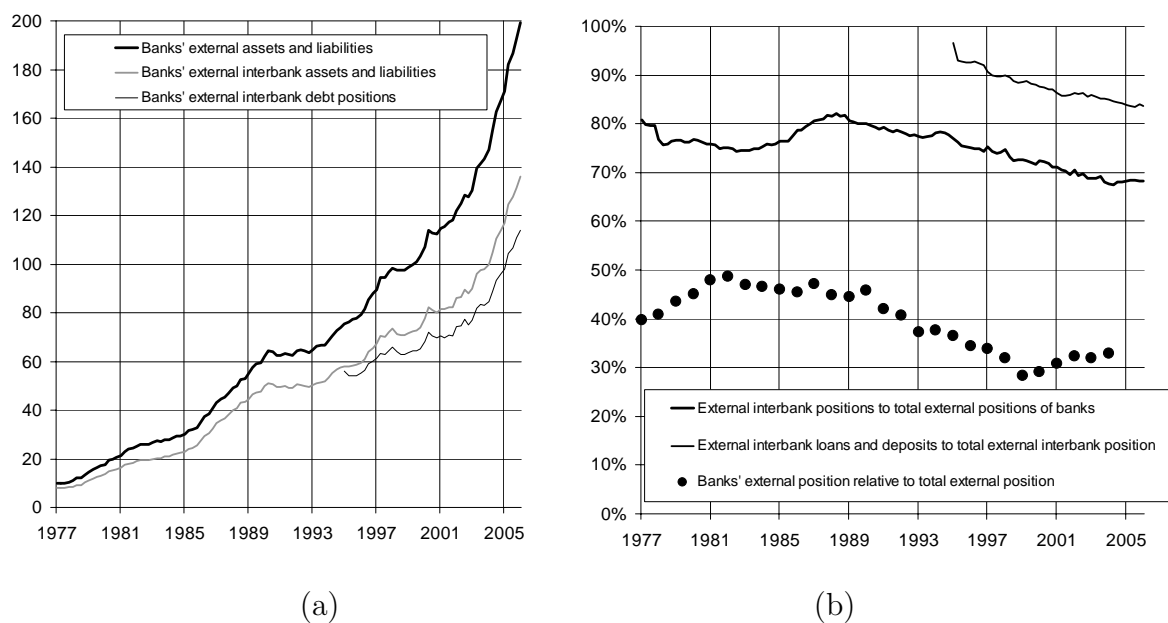 200
180
160
140
120
100
80
60
40
20
0
Banks' external assets and liabilities
Banks' external interbank assets and liabilities
Banks' external interbank debt positions
1977 1981 1985 1989 1993 1997 2001 2005
(a)
100%
90%
80%
70%
60%
50%
40%
30%
20%
10%
0%
External interbank positions to total external positions of banks
External interbank loans and deposits to total external interbank position
Banks' external position relative to total external position
1977 1981 1985 1989 1993 1997 2001 2005
(b)